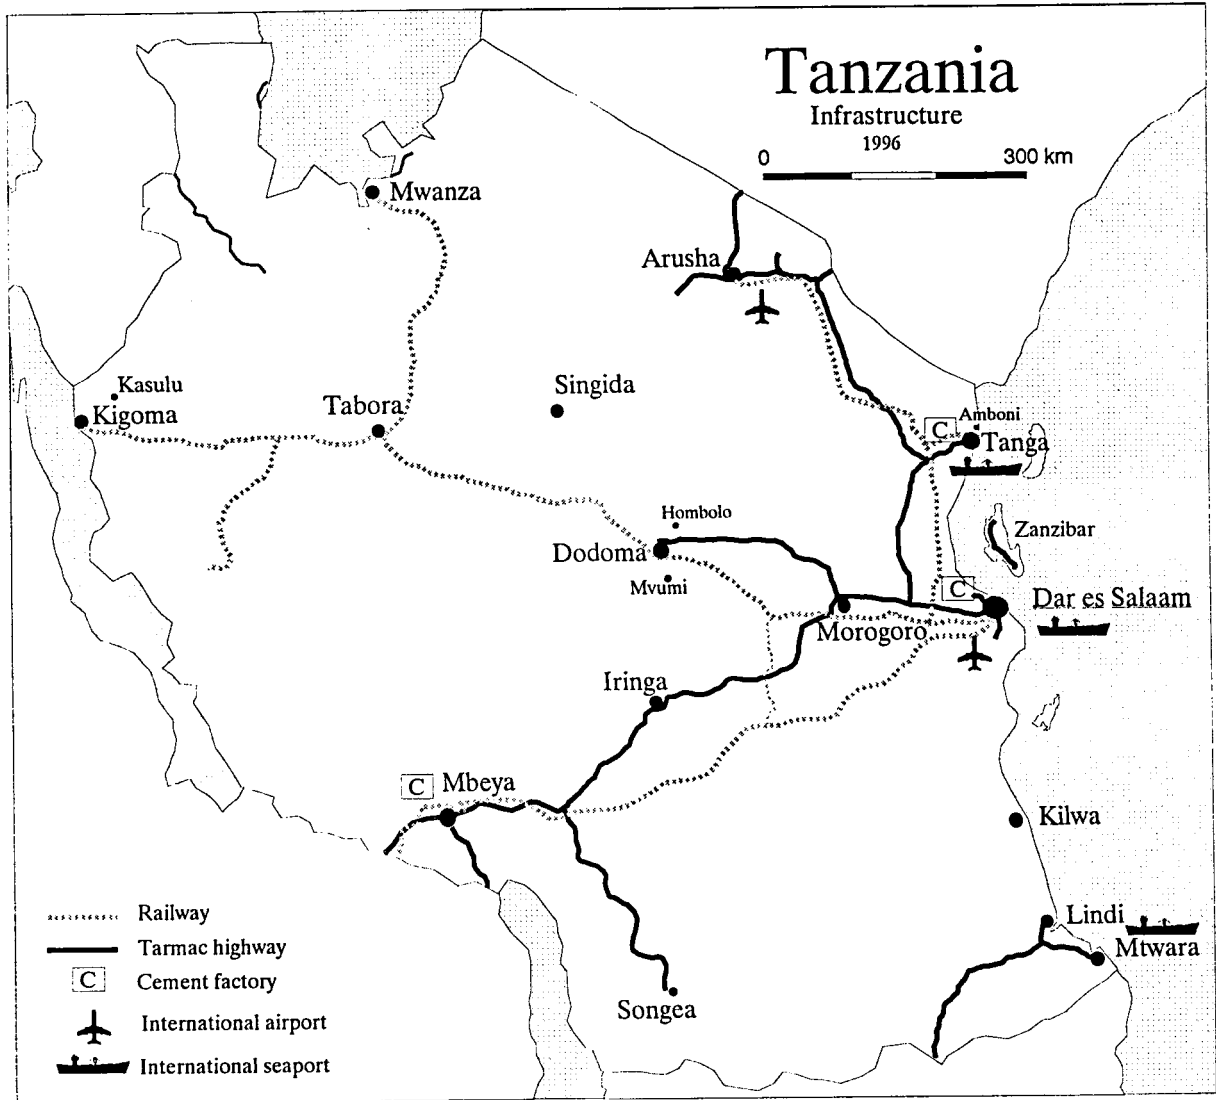 Tanzania
Infrastructure
1996
0 300 km
Mwanza
Arusha
Kasulu
Kigoma
Tabora
Singida
Amboni
C
Tanga
Hombolo
Zanzibar
Dodoma
Mvumi
C
Dar es Salaam
Morogoro
Iringa
C Mbeya
Kilwa
Lindi
Mtwara
Songea
Railway
Tarmac highway
C Cement factory
International airport
International seaport